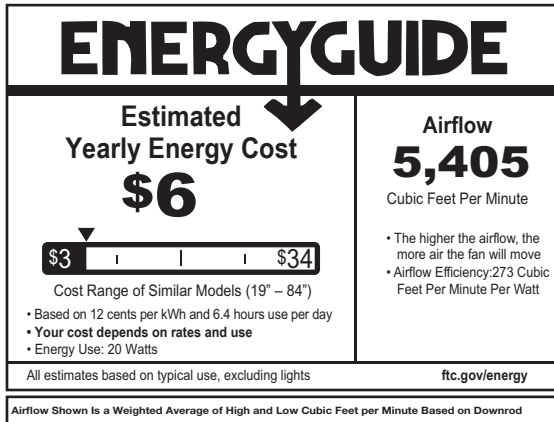 ENERGYGUIDE
Estimated
Yearly Energy Cost
$6
$3 $34
Cost Range of Similar Models (19” – 84”)
• Based on 12 cents per kWh and 6.4 hours use per day
• Your cost depends on rates and use
• Energy Use: 20 Watts
Airflow
5,405
Cubic Feet Per Minute
• The higher the airflow, the
more air the fan will move
• Airflow Efficiency:273 Cubic
Feet Per Minute Per Watt
All estimates based on typical use, excluding lights
ftc.gov/energy
Airflow Shown Is a Weighted Average of High and Low Cubic Feet per Minute Based on Downrod